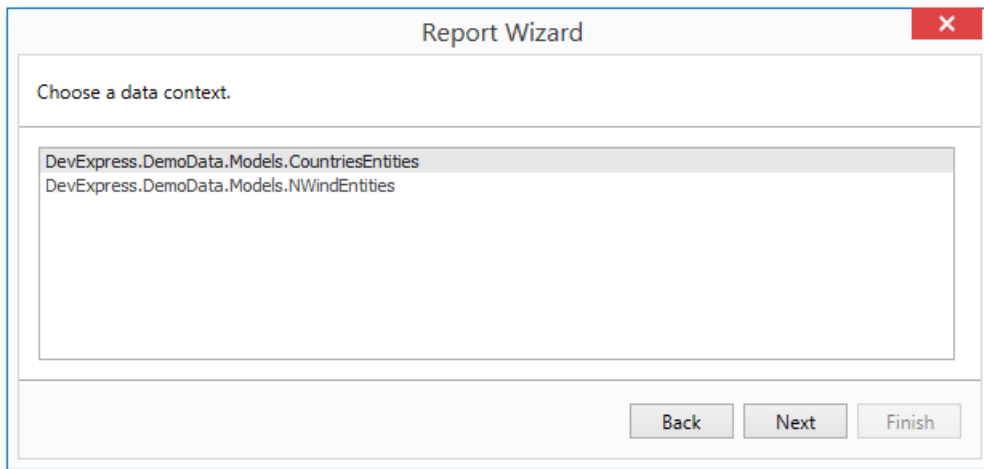 Report Wizard
Choose a data context.
DevExpress.DemoData.Models.CountriesEntities
DevExpress.DemoData.Models.NWindEntities
Back Next Finish